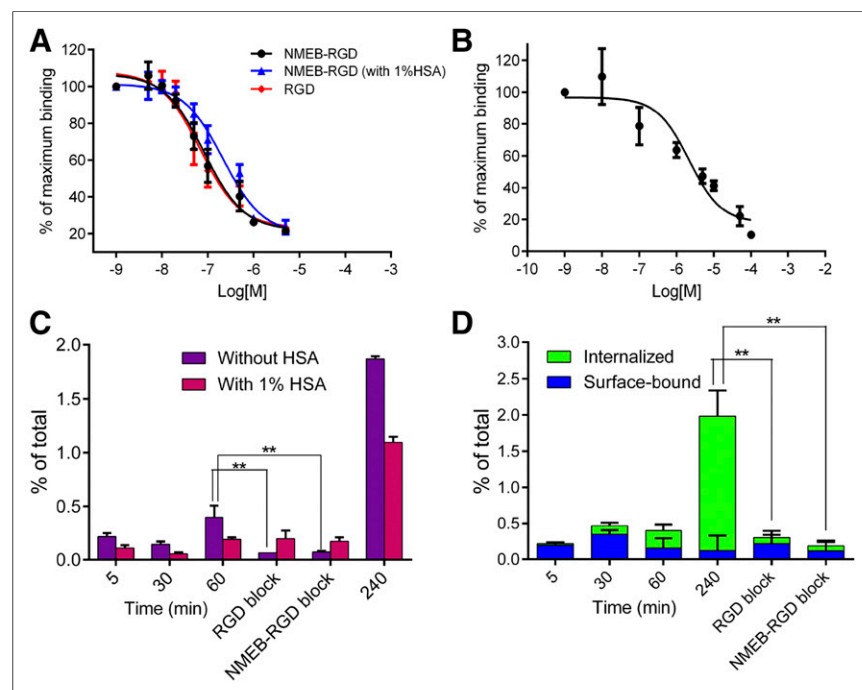 A
NMEB-RGD
NMEB-RGD (with 1%HSA)
RGD
% of maximum binding
120
100
80
60
40
20
-9 -8 -7 -6 -5 -4 -3
Log[M]
B
% of maximum binding
120
100
80
60
40
20
0
-10 -9 -8 -7 -6 -5 -4 -3 -2
Log[M]
C
Without HSA
With 1% HSA
% of total
2.0
1.5
1.0
0.5
0.0
**
**
5 30 60 RGD block NMEB-RGD block 240
Time (min)
D
Internalized
Surface-bound
% of total
3.0
2.5
2.0
1.5
1.0
0.5
0.0
**
**
5 30 60 240 RGD block NMEB-RGD block
Time (min)